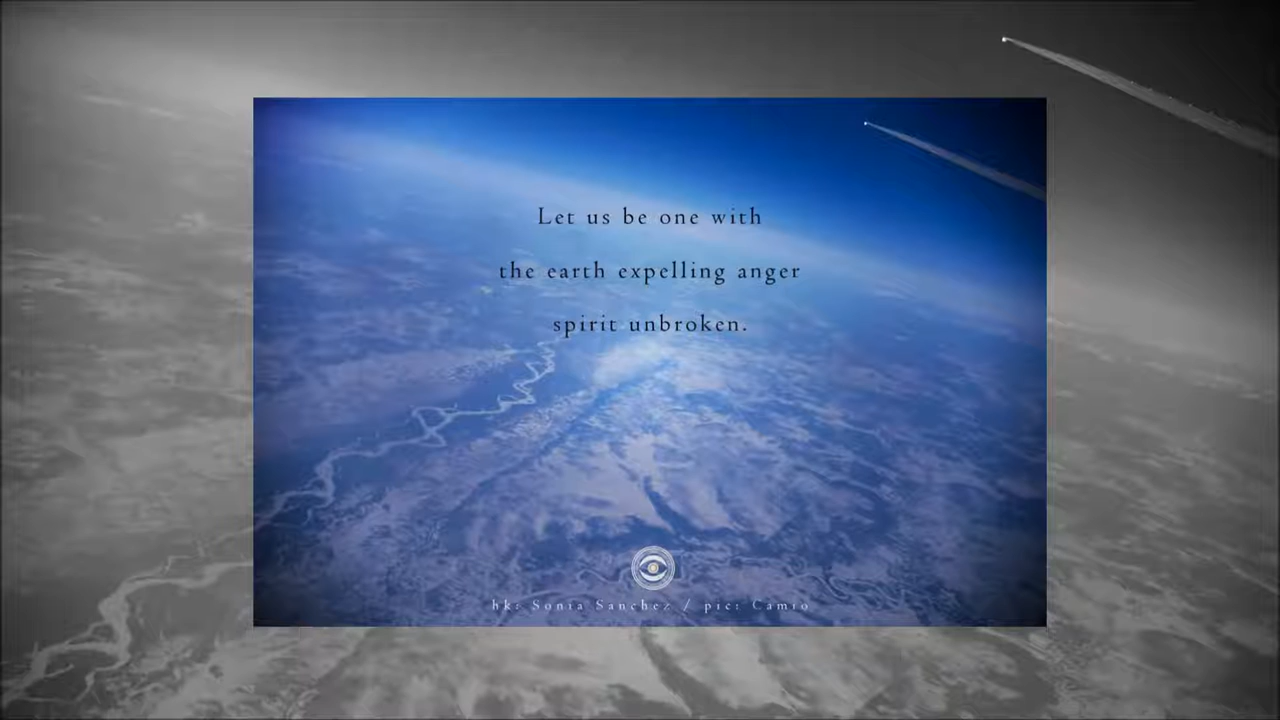 Let us be one with
the earth expelling anger
spirit unbroken.
hk: Sonia Sanchez / pic: Camio